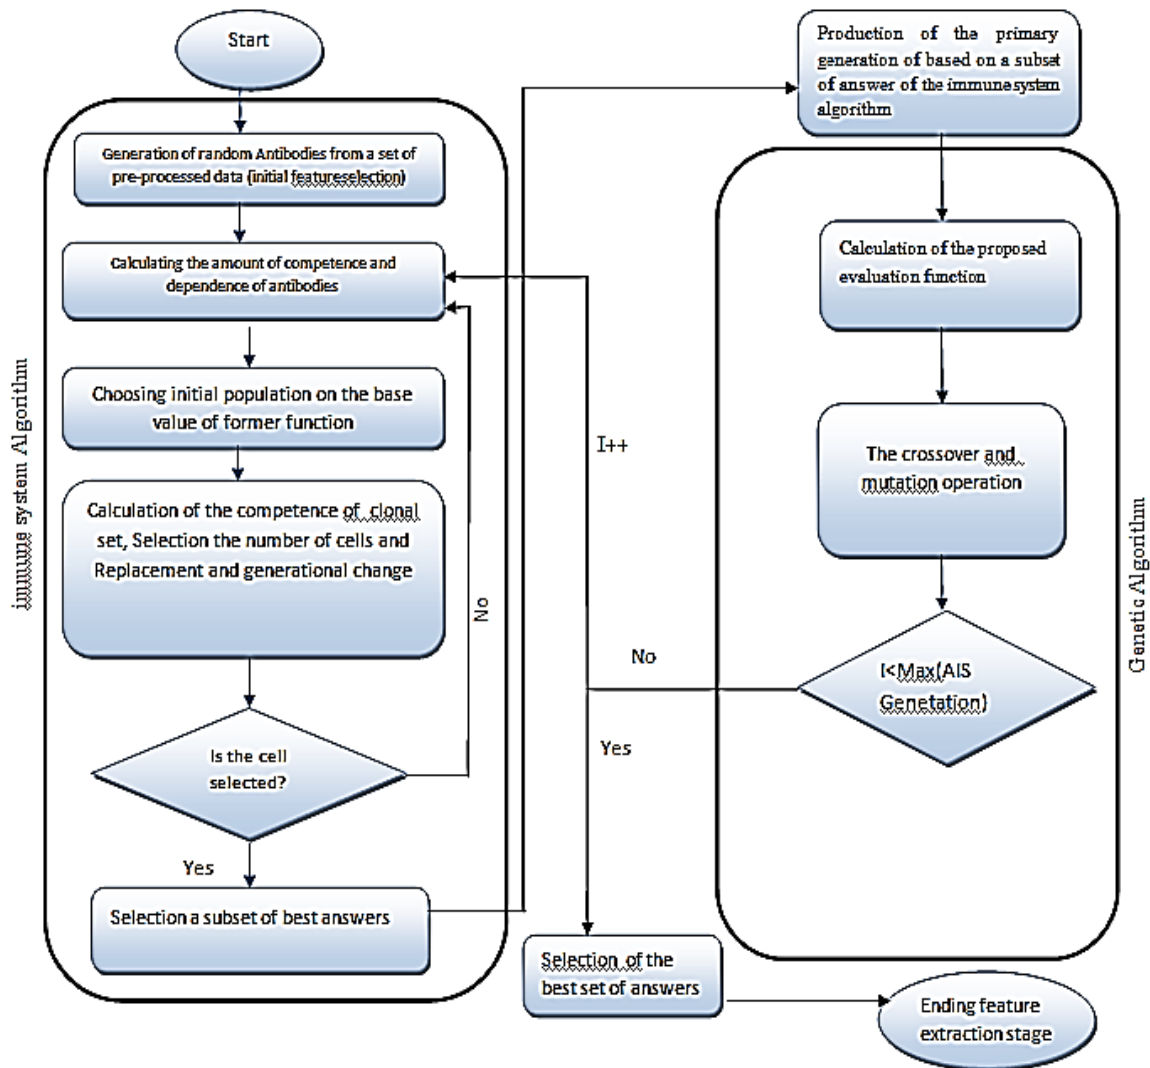 Start
Generation of random Antibodies from a set of
pre-processed data (initial featureselection)
Calculating the amount of competence and
dependence of antibodies
Choosing initial population on the base
value of former function
Calculation of the competence of clonal
set, Selection the number of cells and
Replacement and generational change
Is the cell
selected?
No
Yes
Selection a subset of best answers
immune system Algorithm
Production of the primary
generation of based on a subset
of answer of the immune system
algorithm
Calculation of the proposed
evaluation function
The crossover and
mutation operation
I<Max(AIS
Genetation)
Genetic Algorithm
I++
No
Yes
Selection of the
best set of answers
Ending feature
extraction stage